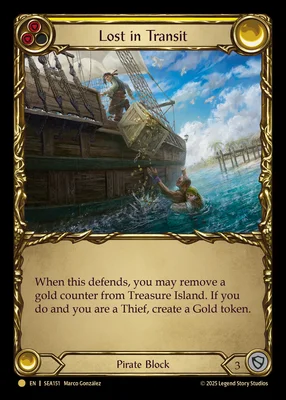 Lost in Transit
When this defends, you may remove a
gold counter from Treasure Island. If you
do and you are a Thief, create a Gold token.
Pirate Block
3
EN | SEA151 Marco González
© 2025 Legend Story Studios